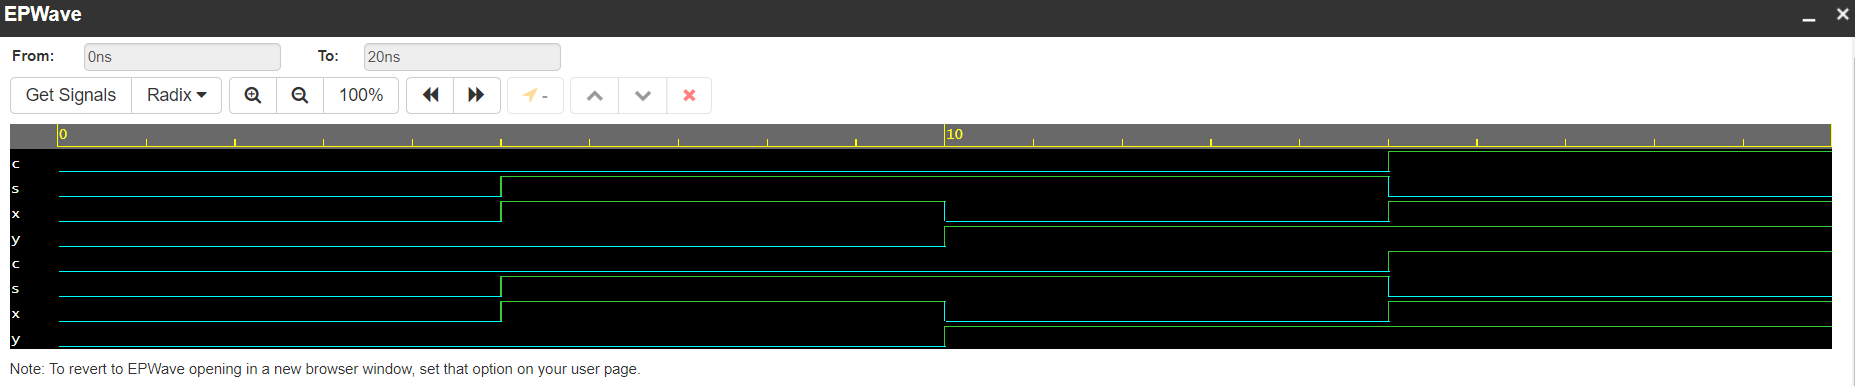 EPWave
From: 0ns To: 20ns
Get Signals Radix 100% -
0 10
c
s
x
y
c
s
x
y
Note: To revert to EPWave opening in a new browser window, set that option on your user page.